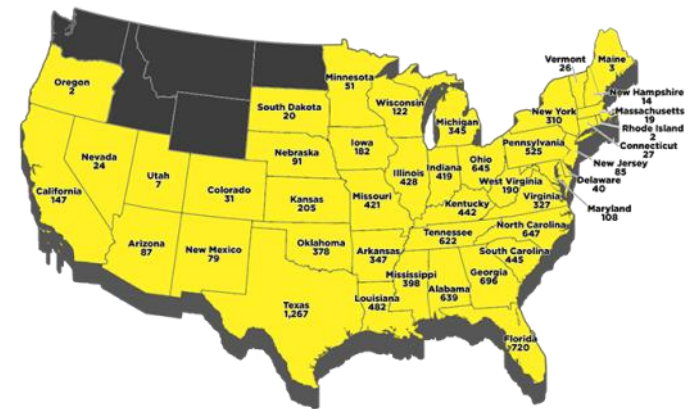 Vermont
26
Maine
3
Oregon
2
Minnesota
51
New Hampshire
14
Wisconsin
122
South Dakota
20
Massachusetts
19
New York
310
Michigan
345
Rhode Island
2
Pennsylvania
525
Connecticut
27
Iowa
182
Nebraska
91
Ohio
645
New Jersey
85
Nevada
24
Indiana
419
Illinois
428
Utah
7
Delaware
40
West Virginia
190
Colorado
31
California
147
Missouri
421
Virginia
327
Kansas
205
Kentucky
442
Maryland
108
North Carolina
647
Tennessee
622
Oklahoma
378
Arizona
87
New Mexico
79
Arkansas
347
South Carolina
445
Georgia
696
Mississippi
398
Alabama
639
Louisiana
482
Texas
1,267
Florida
720